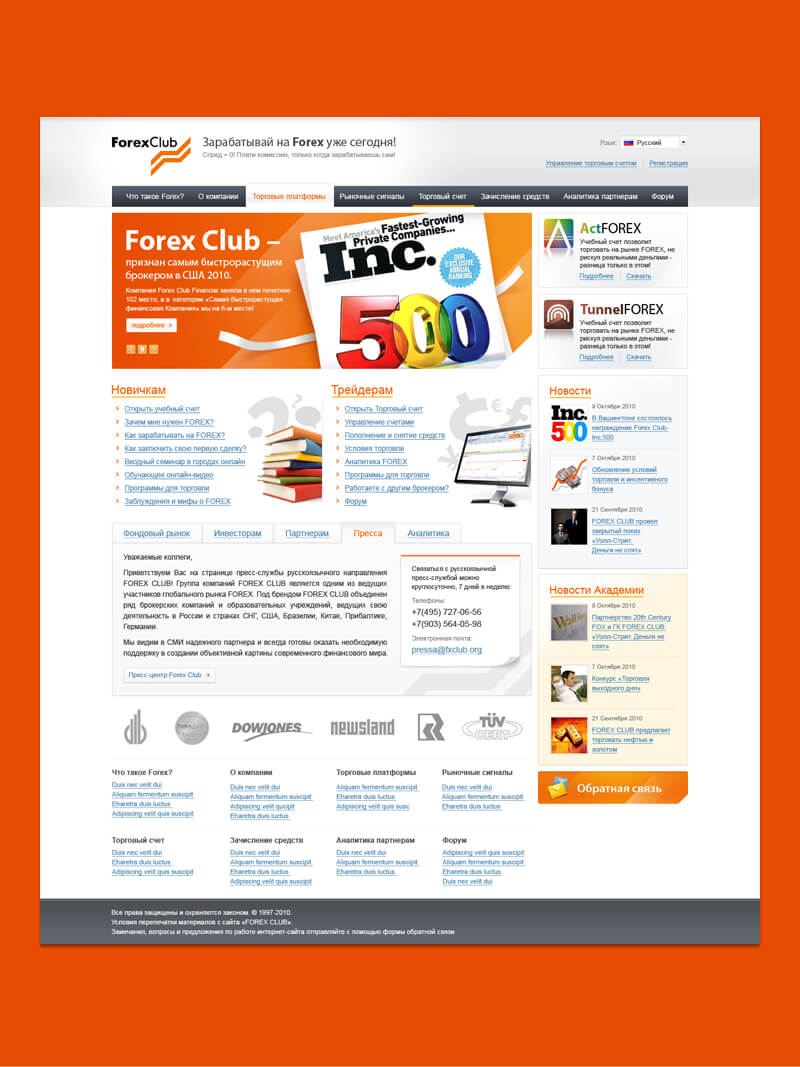 ForexClub
Зарабатывай на Forex уже сегодня!
Спред = 0! Плати комиссию, только когда зарабатываешь сам!
Язык: Русский
Управление торговым счетом Регистрация
Что такое Forex? О компании Торговые платформы Рыночные сигналы Торговый счет Зачисление средств Аналитика партнерам Форум
Forex Club –
признан самым быстрорастущим
брокером в США 2010.
Компания Forex Club Financial заняла в нем почетное
102 место, а в категории «Самая быстрорастущая
финансовая Компания» мы на 6-м месте!
подробнее
Meet America's Fastest-Growing
Private Companies...
Inc.
OUR
EXCLUSIVE
ANNUAL
RANKING
500
ActFOREX
Учебный счет позволит
торговать на рынке FOREX, не
рискуя реальными деньгами -
разница только в этом!
Подробнее Скачать
TunnelFOREX
Учебный счет позволит
торговать на рынке FOREX, не
рискуя реальными деньгами -
разница только в этом!
Подробнее Скачать
Новичкам
Открыть учебный счет
Зачем мне нужен FOREX?
Как зарабатывать на FOREX?
Как заключить свою первую сделку?
Вводный семинар в городах онлайн
Обучающее онлайн-видео
Программы для торговли
Заблуждения и мифы о FOREX
Трейдерам
Открыть Торговый счет
Управление счетами
Пополнение и снятие средств
Условия торговли
Аналитика FOREX
Программы для торговли
Работаете с другим брокером?
Форум
Новости
Inc.
500
9 Октября 2010
В Вашингтоне состоялось
награждение Forex Club-
Inc.500
7 Октября 2010
Обновление условий
торговли и инсентивного
бонуса
21 Сентября 2010
FOREX CLUB провел
закрытый показ
«Уолл-Стрит.
Деньги не спят»
Фондовый рынок Инвесторам Партнерам Пресса Аналитика
Уважаемые коллеги,
Приветствуем Вас на странице пресс-службы русскоязычного направления
FOREX CLUB! Группа компаний FOREX CLUB является одним из ведущих
участников глобального рынка FOREX. Под брендом FOREX CLUB объединен
ряд брокерских компаний и образовательных учреждений, ведущих свою
деятельность в России и странах СНГ, США, Бразилии, Китае, Прибалтике,
Германии.
Мы видим в СМИ надежного партнера и всегда готовы оказать необходимую
поддержку в создании объективной картины современного финансового мира.
Пресс-центр Forex Club
Связаться с русскоязычной
пресс-службой можно
круглосуточно, 7 дней в неделю:
Телефоны:
+7(495) 727-06-56
+7(903) 564-05-98
Электронная почта:
pressa@fxclub.org
Новости Академии
9 Октября 2010
Партнерство 20th Century
FOX и ГК FOREX CLUB:
«Уолл-Стрит. Деньги не
спят»
7 Октября 2010
Конкурс «Торговля
выходного дня»
21 Сентября 2010
FOREX CLUB предлагает
торговать нефтью и
золотом
Обратная связь
DOWJONES
newsland
TÜV
CERT
Что такое Forex?
Duis nec velit dui
Aliquam fermentum suscipit
Eharetra duis luctus
Adipiscing velit quis suscipit
О компании
Duis nec velit dui
Aliquam fermentum suscipit
Adipiscing velit qucipit
Eharetra duis luctus
Торговые платформы
Aliquam fermentum suscipit
Eharetra duis luctus
Adipiscing velit quis susc
Рыночные сигналы
Duis nec velit dui
Aliquam fermentum suscipit
Eharetra duis luctus
Торговый счет
Duis nec velit dui
Eharetra duis luctus
Adipiscing velit quis suscipit
Зачисление средств
Duis nec velit dui
Aliquam fermentum suscipit
Eharetra duis luctus
Adipiscing velit quis suscipit
Аналитика партнерам
Duis nec velit dui
Aliquam fermentum suscipit
Eharetra duis luctus
Eharetra duis luctus
Форум
Adipiscing velit quis suscipit
Aliquam fermentum suscipit
Eharetra duis luctus
Duis nec velit dui
Все права защищены и охраняются законом. © 1997-2010.
Условия перепечатки материалов с сайта «FOREX CLUB».
Замечания, вопросы и предложения по работе интернет-сайта отправляйте с помощью формы обратной связи